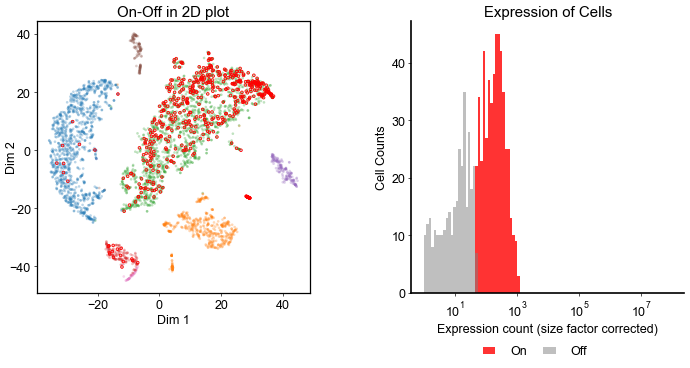 On-Off in 2D plot
40
20
0
−20
−40
Dim 2
−20
0
20
40
Dim 1
Expression of Cells
40
30
20
10
0
Cell Counts
10^1
10^3
10^5
10^7
Expression count (size factor corrected)
On
Off